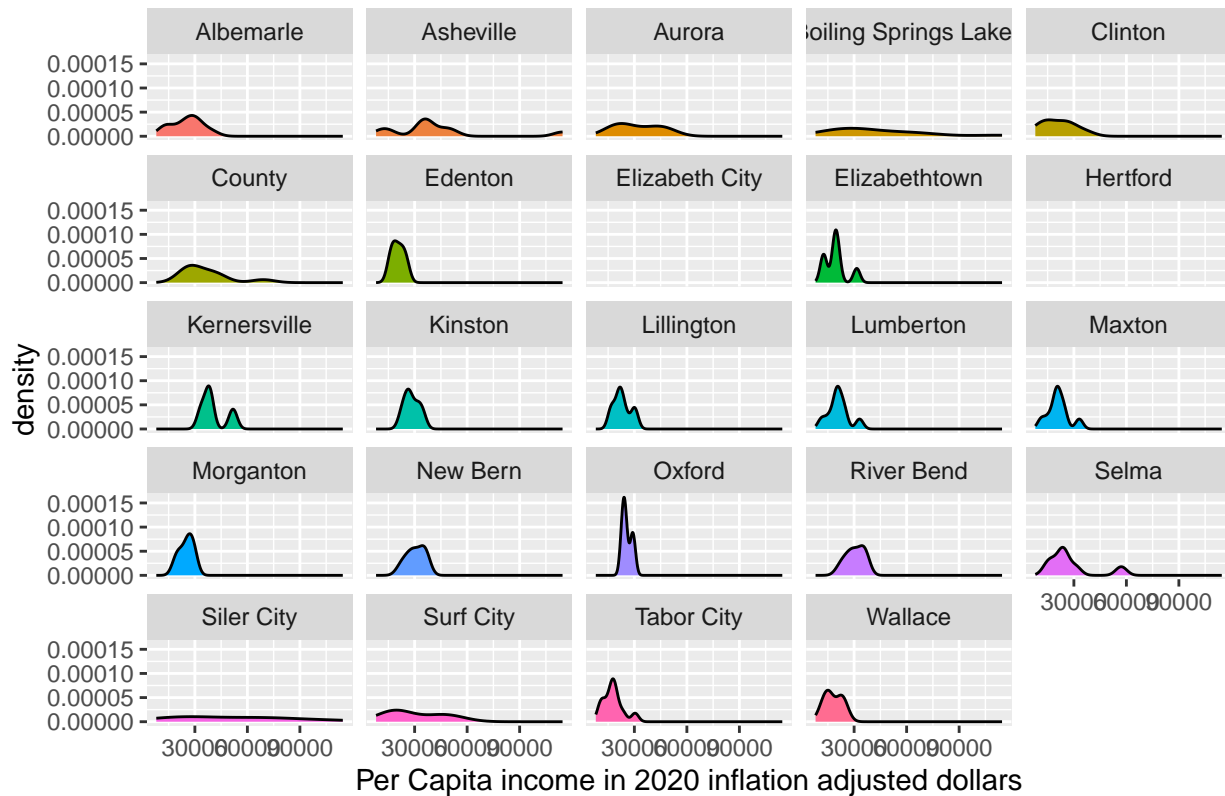 Albemarle Asheville Aurora Boiling Springs Lake Clinton
0.00015
0.00010
0.00005
0.00000
County Edenton Elizabeth City Elizabethtown Hertford
0.00015
0.00010
0.00005
0.00000
Kernersville Kinston Lillington Lumberton Maxton
0.00015
0.00010
0.00005
0.00000
density
Morganton New Bern Oxford River Bend Selma
0.00015
0.00010
0.00005
0.00000
30000 60000 90000
Siler City Surf City Tabor City Wallace
0.00015
0.00010
0.00005
0.00000
30000 60000 90000 30000 60000 90000 30000 60000 90000 30000 60000 90000
Per Capita income in 2020 inflation adjusted dollars